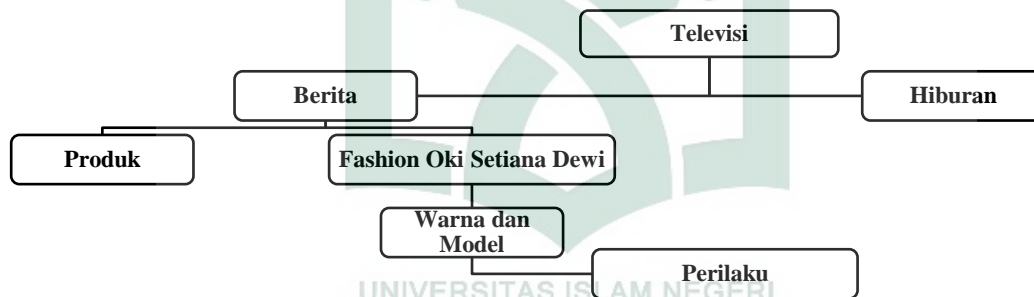 Televisi
Berita
Hiburan
Produk
Fashion Oki Setiana Dewi
Warna dan
Model
Perilaku
UNIVERSITAS ISLAM NEGERI